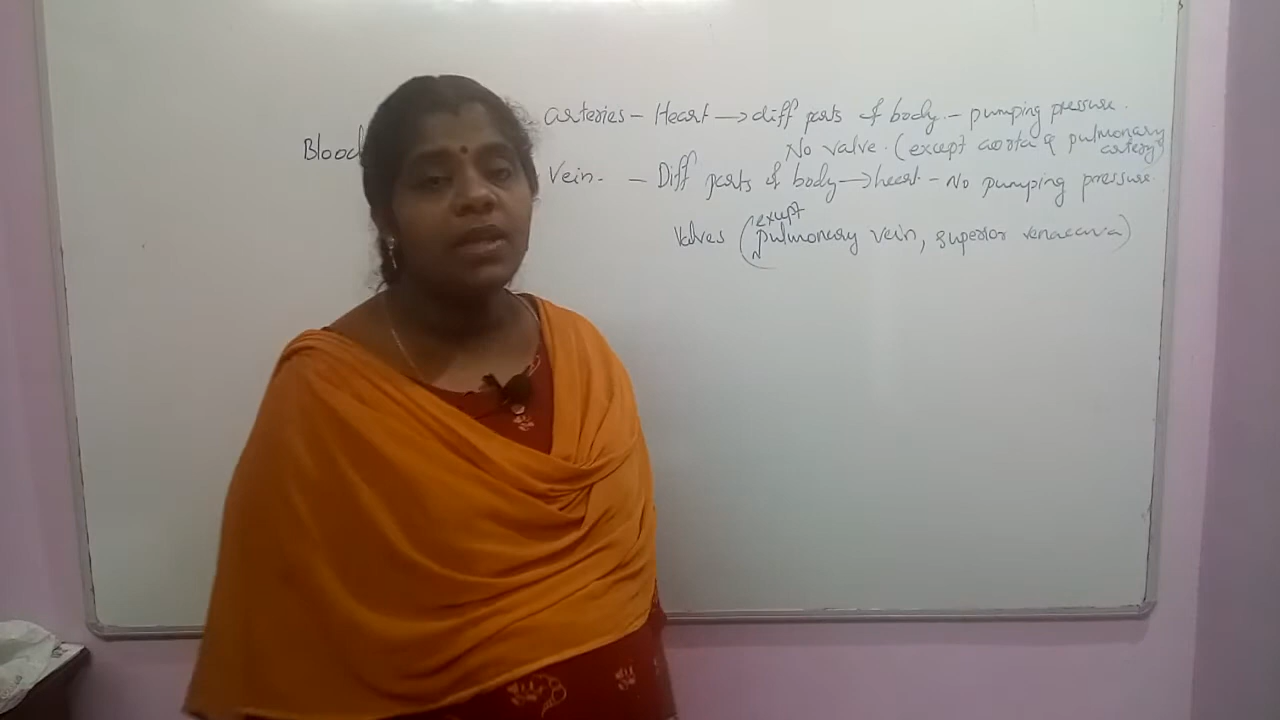 arteries - Heart → diff parts of body - pumping pressure.
Blood
No valve. (except aorta & pulmonary artery)
Vein. - Diff parts of body → heart - No pumping pressure.
Valves (except pulmonary vein, superior venacava)